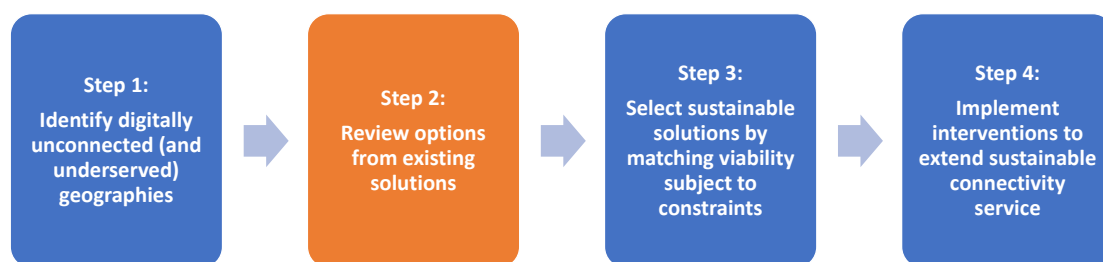 Step 1:
Identify digitally
unconnected (and
underserved)
geographies
Step 2:
Review options
from existing
solutions
Step 3:
Select sustainable
solutions by
matching viability
subject to
constraints
Step 4:
Implement
interventions to
extend sustainable
connectivity
service